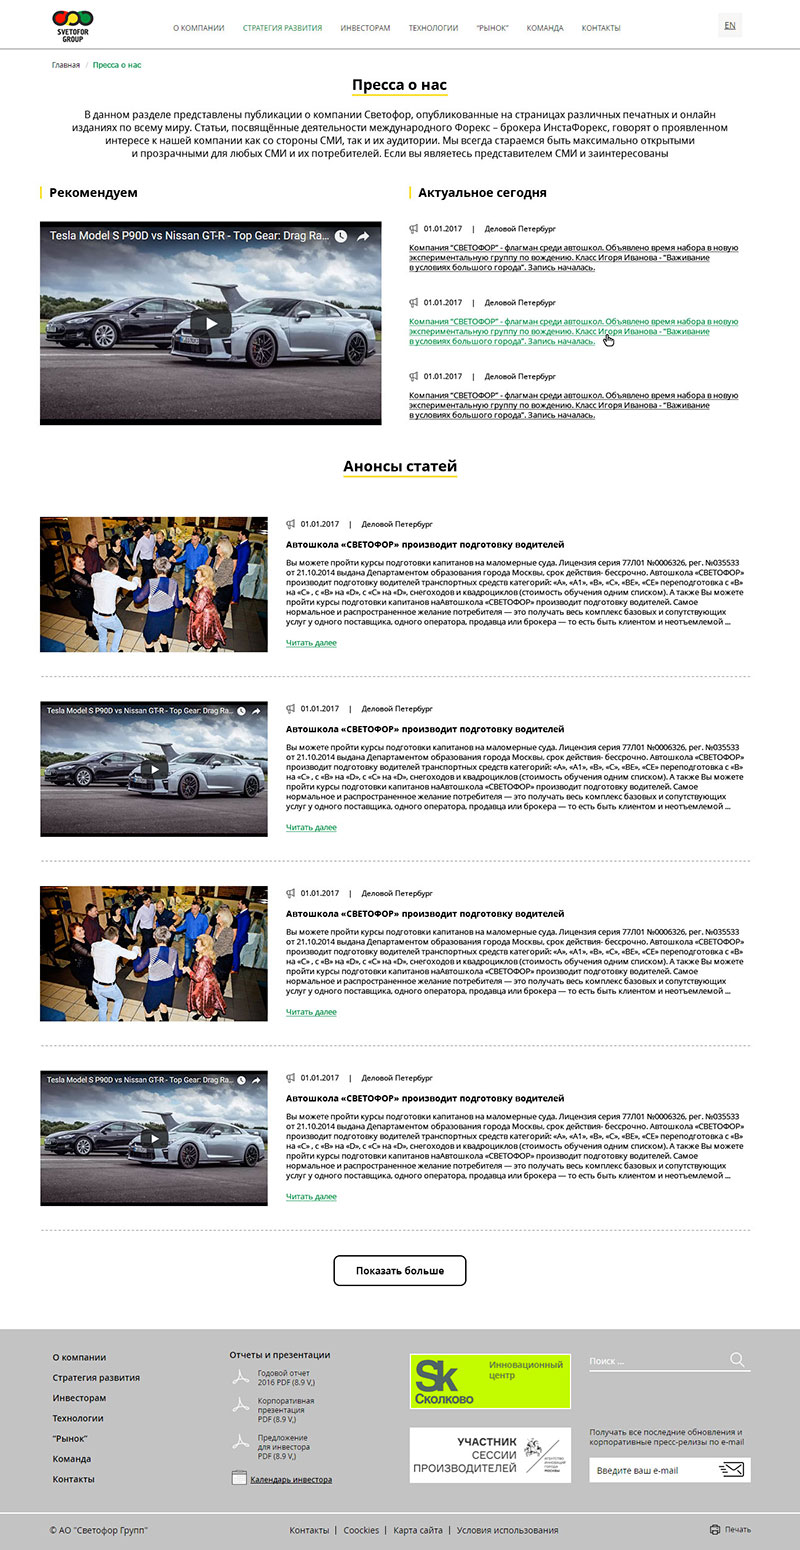 SVETOFOR
GROUP
О КОМПАНИИ СТРАТЕГИЯ РАЗВИТИЯ ИНВЕСТОРАМ ТЕХНОЛОГИИ "РЫНОК" КОМАНДА КОНТАКТЫ EN
Главная / Пресса о нас
Пресса о нас
В данном разделе представлены публикации о компании Светофор, опубликованные на страницах различных печатных и онлайн
изданиях по всему миру. Статьи, посвящённые деятельности международного Форекс – брокера ИнстаФорекс, говорят о проявленном
интересе к нашей компании как со стороны СМИ, так и их аудитории. Мы всегда стараемся быть максимально открытыми
и прозрачными для любых СМИ и их потребителей. Если вы являетесь представителем СМИ и заинтересованы
Рекомендуем
Tesla Model S P90D vs Nissan GT-R - Top Gear: Drag Ra...
Актуальное сегодня
01.01.2017 | Деловой Петербург
Компания "СВЕТОФОР" - флагман среди автошкол. Объявлено время набора в новую
экспериментальную группу по вождению. Класс Игоря Иванова - "Важивание
в условиях большого города". Запись началась.
01.01.2017 | Деловой Петербург
Компания "СВЕТОФОР" - флагман среди автошкол. Объявлено время набора в новую
экспериментальную группу по вождению. Класс Игоря Иванова - "Важивание
в условиях большого города". Запись началась.
01.01.2017 | Деловой Петербург
Компания "СВЕТОФОР" - флагман среди автошкол. Объявлено время набора в новую
экспериментальную группу по вождению. Класс Игоря Иванова - "Важивание
в условиях большого города". Запись началась.
Анонсы статей
01.01.2017 | Деловой Петербург
Автошкола «СВЕТОФОР» производит подготовку водителей
Вы можете пройти курсы подготовки капитанов на маломерные суда. Лицензия серия 77Л01 №0006326, рег. №035533
от 21.10.2014 выдана Департаментом образования города Москвы, срок действия- бессрочно. Автошкола «СВЕТОФОР»
производит подготовку водителей транспортных средств категорий: «А», «А1», «В», «С», «ВЕ», «СЕ» переподготовка с «В»
на «С» , с «В» на «D», с «С» на «D», снегоходов и квадроциклов (стоимость обучения одним списком). А также Вы можете
пройти курсы подготовки капитанов наАвтошкола «СВЕТОФОР» производит подготовку водителей. Самое
нормальное и распространенное желание потребителя — это получать весь комплекс базовых и сопутствующих
услуг у одного поставщика, одного оператора, продавца или брокера — то есть быть клиентом и неотъемлемой ...
Читать далее
Tesla Model S P90D vs Nissan GT-R - Top Gear: Drag Ra...
01.01.2017 | Деловой Петербург
Автошкола «СВЕТОФОР» производит подготовку водителей
Вы можете пройти курсы подготовки капитанов на маломерные суда. Лицензия серия 77Л01 №0006326, рег. №035533
от 21.10.2014 выдана Департаментом образования города Москвы, срок действия- бессрочно. Автошкола «СВЕТОФОР»
производит подготовку водителей транспортных средств категорий: «А», «А1», «В», «С», «ВЕ», «СЕ» переподготовка с «В»
на «С» , с «В» на «D», с «С» на «D», снегоходов и квадроциклов (стоимость обучения одним списком). А также Вы можете
пройти курсы подготовки капитанов наАвтошкола «СВЕТОФОР» производит подготовку водителей. Самое
нормальное и распространенное желание потребителя — это получать весь комплекс базовых и сопутствующих
услуг у одного поставщика, одного оператора, продавца или брокера — то есть быть клиентом и неотъемлемой ...
Читать далее
01.01.2017 | Деловой Петербург
Автошкола «СВЕТОФОР» производит подготовку водителей
Вы можете пройти курсы подготовки капитанов на маломерные суда. Лицензия серия 77Л01 №0006326, рег. №035533
от 21.10.2014 выдана Департаментом образования города Москвы, срок действия- бессрочно. Автошкола «СВЕТОФОР»
производит подготовку водителей транспортных средств категорий: «А», «А1», «В», «С», «ВЕ», «СЕ» переподготовка с «В»
на «С» , с «В» на «D», с «С» на «D», снегоходов и квадроциклов (стоимость обучения одним списком). А также Вы можете
пройти курсы подготовки капитанов наАвтошкола «СВЕТОФОР» производит подготовку водителей. Самое
нормальное и распространенное желание потребителя — это получать весь комплекс базовых и сопутствующих
услуг у одного поставщика, одного оператора, продавца или брокера — то есть быть клиентом и неотъемлемой ...
Читать далее
Tesla Model S P90D vs Nissan GT-R - Top Gear: Drag Ra...
01.01.2017 | Деловой Петербург
Автошкола «СВЕТОФОР» производит подготовку водителей
Вы можете пройти курсы подготовки капитанов на маломерные суда. Лицензия серия 77Л01 №0006326, рег. №035533
от 21.10.2014 выдана Департаментом образования города Москвы, срок действия- бессрочно. Автошкола «СВЕТОФОР»
производит подготовку водителей транспортных средств категорий: «А», «А1», «В», «С», «ВЕ», «СЕ» переподготовка с «В»
на «С» , с «В» на «D», с «С» на «D», снегоходов и квадроциклов (стоимость обучения одним списком). А также Вы можете
пройти курсы подготовки капитанов наАвтошкола «СВЕТОФОР» производит подготовку водителей. Самое
нормальное и распространенное желание потребителя — это получать весь комплекс базовых и сопутствующих
услуг у одного поставщика, одного оператора, продавца или брокера — то есть быть клиентом и неотъемлемой ...
Читать далее
Показать больше
О компании
Стратегия развития
Инвесторам
Технологии
"Рынок"
Команда
Контакты
Отчеты и презентации
Годовой отчет
2016 PDF (8.9 V,)
Корпоративная
презентация
PDF (8.9 V,)
Предложение
для инвестора
PDF (8.9 V,)
Календарь инвестора
Sk
Сколково
Инновационный
центр
УЧАСТНИК
СЕССИИ
ПРОИЗВОДИТЕЛЕЙ
АГЕНТСТВО
ИННОВАЦИЙ
ГОРОДА
МОСКВЫ
Поиск ...
Получать все последние обновления и
корпоративные пресс-релизы по e-mail
Введите ваш e-mail
© АО "Светофор Групп"
Контакты | Coockies | Карта сайта | Условия использования
Печать